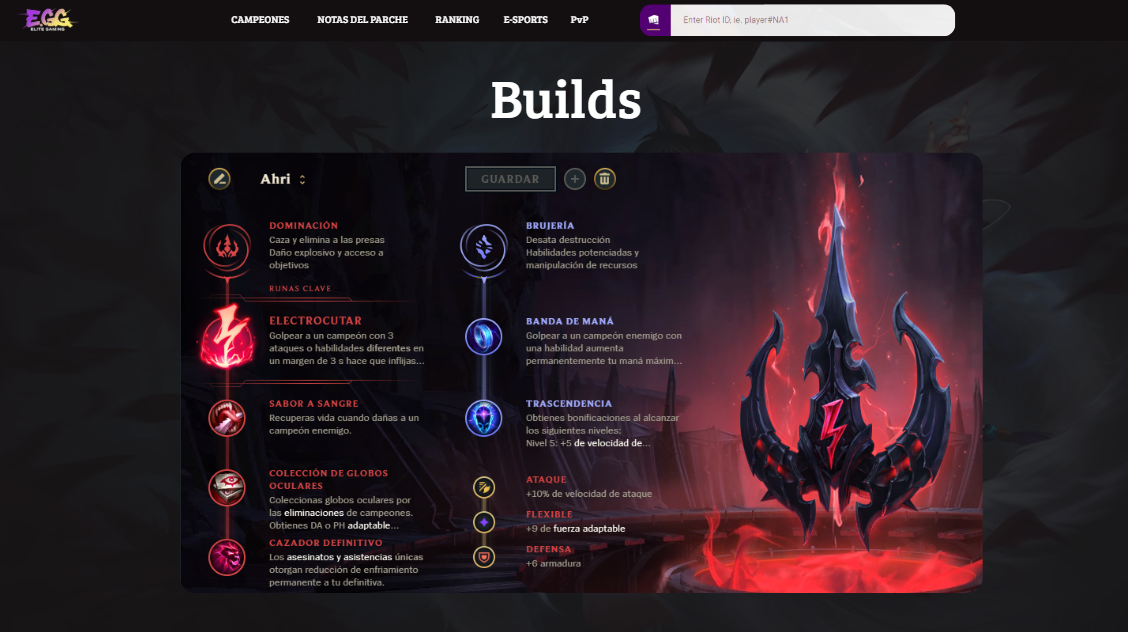 EGG
ELITE GAMING
CAMPEONES
NOTAS DEL PARCHE
RANKING
E-SPORTS
PvP
Enter Riot ID, ie. player#NA1
Builds
Ahri
GUARDAR
DOMINACIÓN
Caza y elimina a las presas
Daño explosivo y acceso a
objetivos
RUNAS CLAVE
ELECTROCUTAR
Golpear a un campeón con 3
ataques o habilidades diferentes en
un margen de 3 s hace que inflijas...
SABOR A SANGRE
Recuperas vida cuando dañas a un
campeón enemigo.
COLECCIÓN DE GLOBOS
OCULARES
Coleccionas globos oculares por
las eliminaciones de campeones.
Obtienes DA o PH adaptable...
CAZADOR DEFINITIVO
Los asesinatos y asistencias únicas
otorgan reducción de enfriamiento
permanente a tu definitiva.
BRUJERÍA
Desata destrucción
Habilidades potenciadas y
manipulación de recursos
BANDA DE MANÁ
Golpear a un campeón enemigo con
una habilidad aumenta
permanentemente tu maná máxim...
TRASCENDENCIA
Obtienes bonificaciones al alcanzar
los siguientes niveles:
Nivel 5: +5 de velocidad de...
ATAQUE
+10% de velocidad de ataque
FLEXIBLE
+9 de fuerza adaptable
DEFENSA
+6 armadura